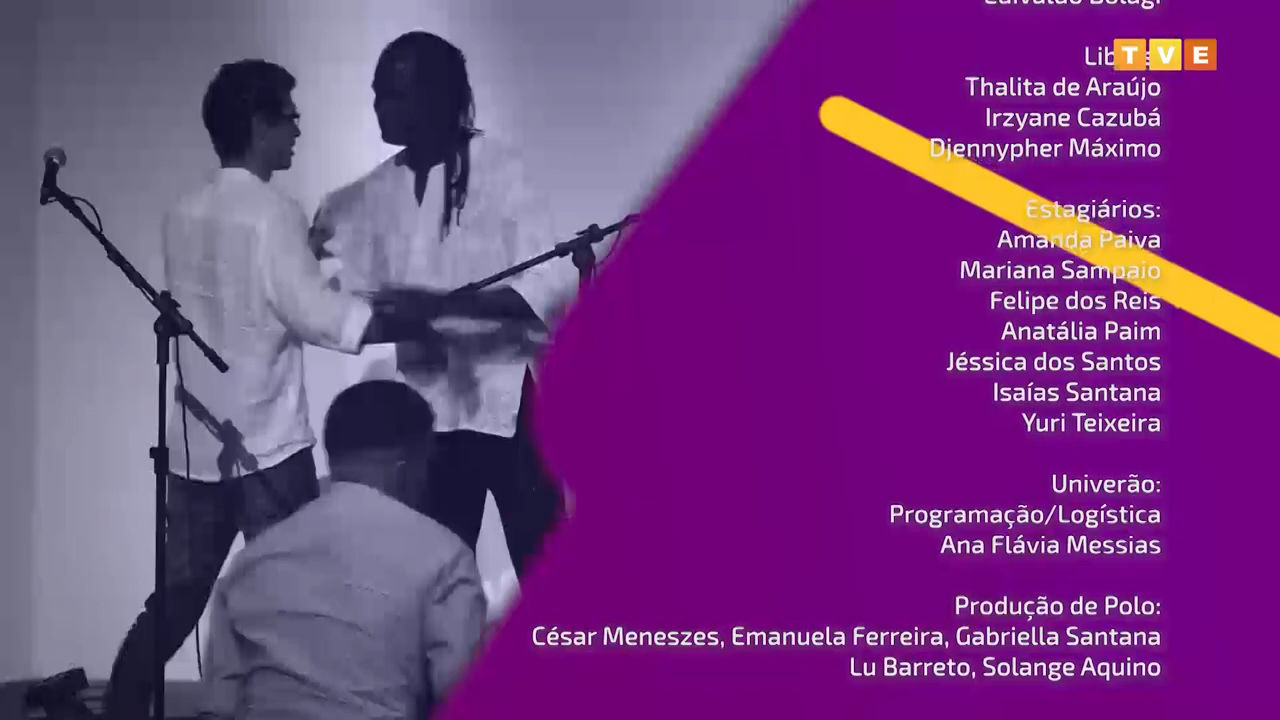 TVE
Thalita de Araújo
Irzyane Cazubá
Djennypher Máximo
Estagiários:
Amanda Paiva
Mariana Sampaio
Felipe dos Reis
Anatália Paim
Jéssica dos Santos
Isaías Santana
Yuri Teixeira
Univerão:
Programação/Logística
Ana Flávia Messias
Produção de Polo:
César Meneszes, Emanuela Ferreira, Gabriella Santana
Lu Barreto, Solange Aquino